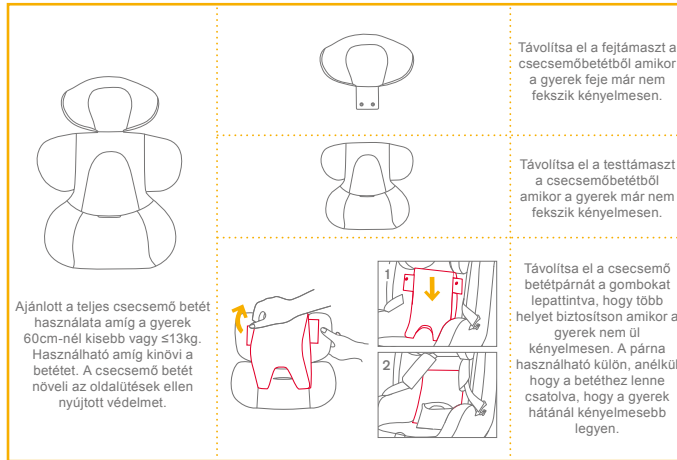 Ajánlott a teljes csecsemő betét
használata amíg a gyerek
60cm-nél kisebb vagy ≤13kg.
Használható amíg kinövi a
betétet. A csecsemő betét
növeli az oldalütések ellen
nyújtott védelmet.
Távolítsa el a fejtámaszt a
csecsemőbetétből amikor
a gyerek feje már nem
fekszik kényelmesen.
Távolítsa el a testtámaszt
a csecsemőbetétből
amikor a gyerek már nem
fekszik kényelmesen.
1
2
Távolítsa el a csecsemő
betétpárnát a gombokat
lepattintva, hogy több
helyet biztosítson amikor a
gyerek nem ül
kényelmesen. A párna
használható külön, anélkül
hogy a betéthez lenne
csatolva, hogy a gyerek
hátánál kényelmesebb
legyen.